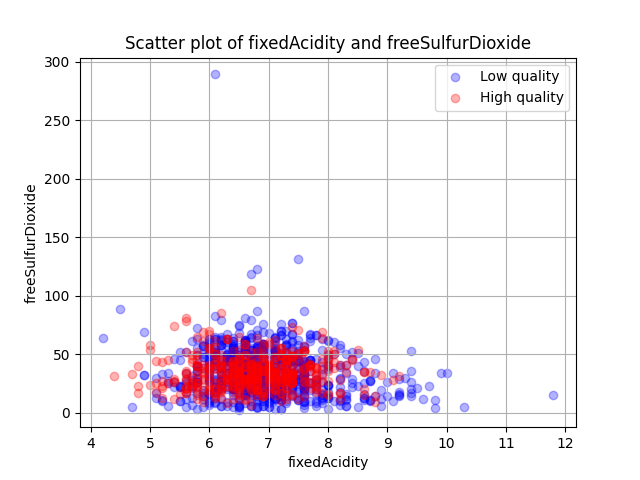 Scatter plot of fixedAcidity and freeSulfurDioxide
Low quality
High quality
300
250
200
150
100
50
0
freeSulfurDioxide
4 5 6 7 8 9 10 11 12
fixedAcidity